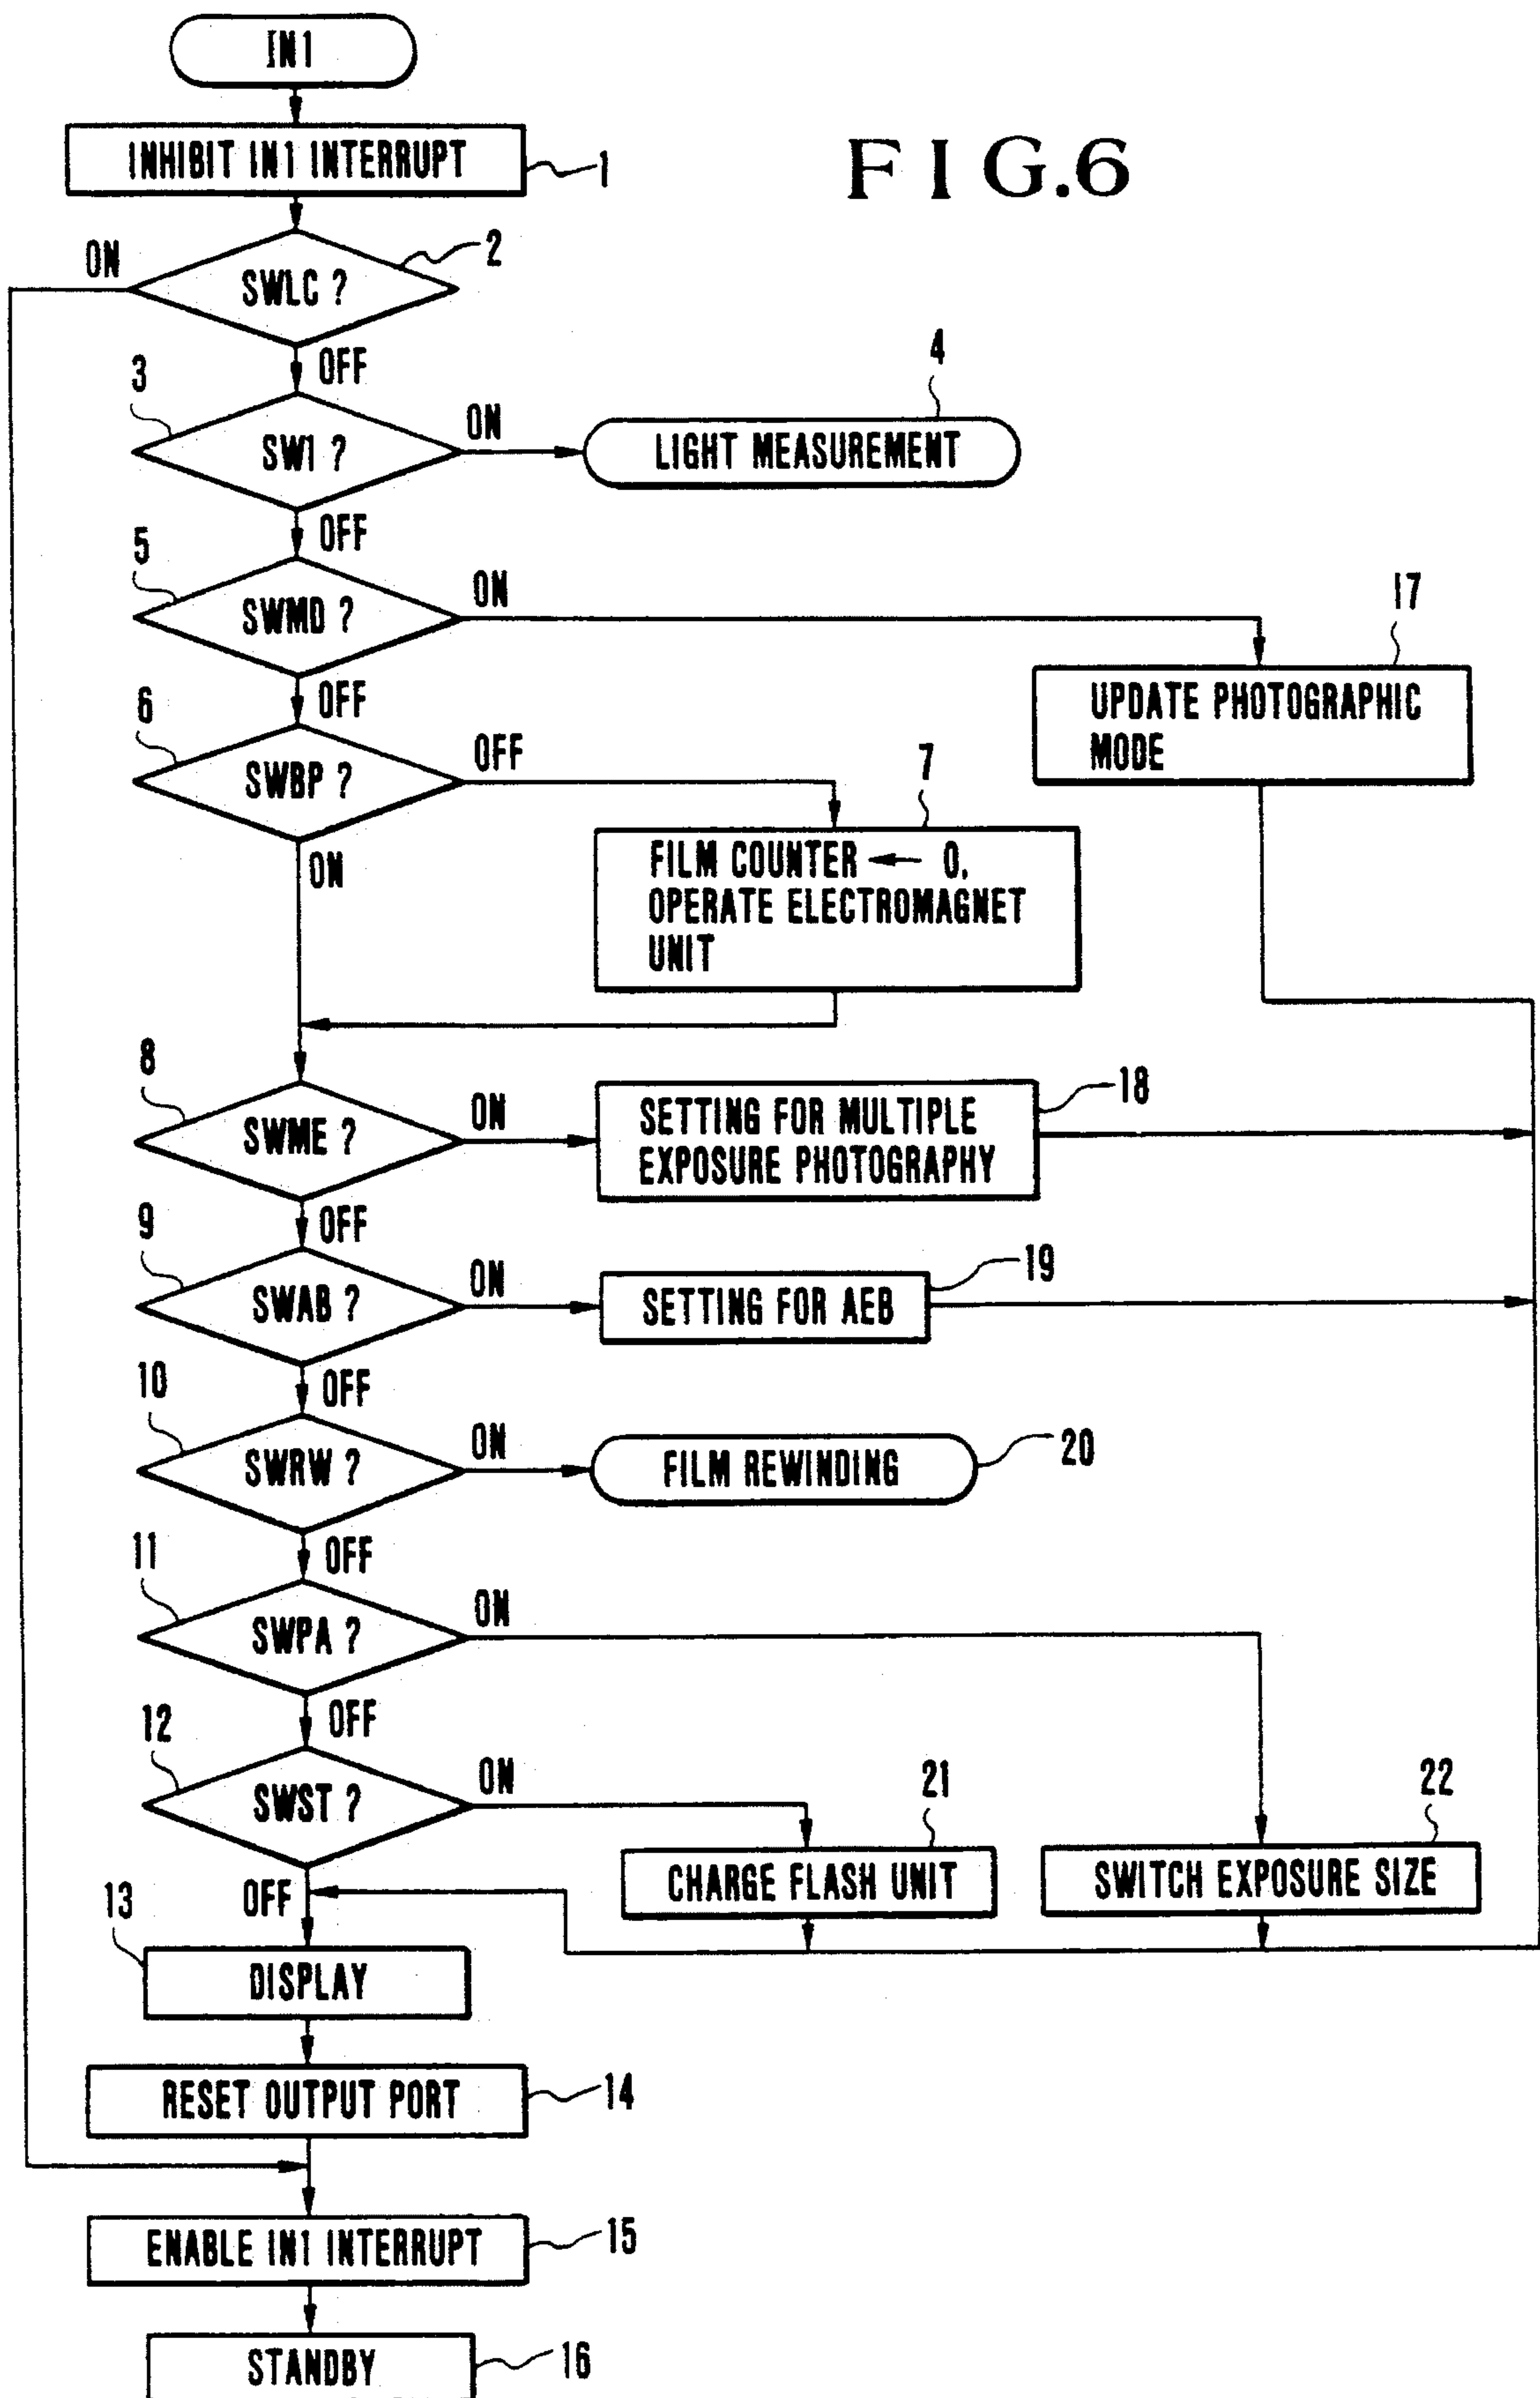 IN1
INHIBIT IN1 INTERRUPT
1
FIG.6
ON
SWLC ?
2
OFF
3
SW1 ?
ON
4
LIGHT MEASUREMENT
OFF
5
SWMD ?
ON
17
UPDATE PHOTOGRAPHIC
MODE
OFF
6
SWBP ?
OFF
7
FILM COUNTER ← 0,
OPERATE ELECTROMAGNET
UNIT
ON
8
SWME ?
ON
SETTING FOR MULTIPLE
EXPOSURE PHOTOGRAPHY
18
OFF
9
SWAB ?
ON
SETTING FOR AEB
19
OFF
10
SWRW ?
ON
FILM REWINDING
20
OFF
11
SWPA ?
ON
OFF
12
SWST ?
ON
21
CHARGE FLASH UNIT
22
SWITCH EXPOSURE SIZE
OFF
13
DISPLAY
RESET OUTPUT PORT
14
ENABLE IN1 INTERRUPT
15
STANDBY
16